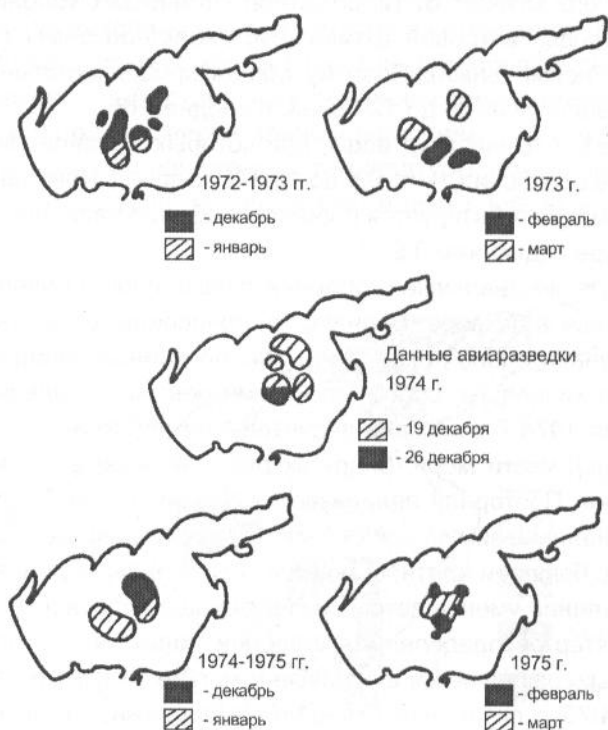 1972-1973 гг.
- декабрь
- январь
1973 г.
- февраль
- март
Данные авиаразведки
1974 г.
- 19 декабря
- 26 декабря
1974-1975 гг.
- декабрь
- январь
1975 г.
- февраль
- март